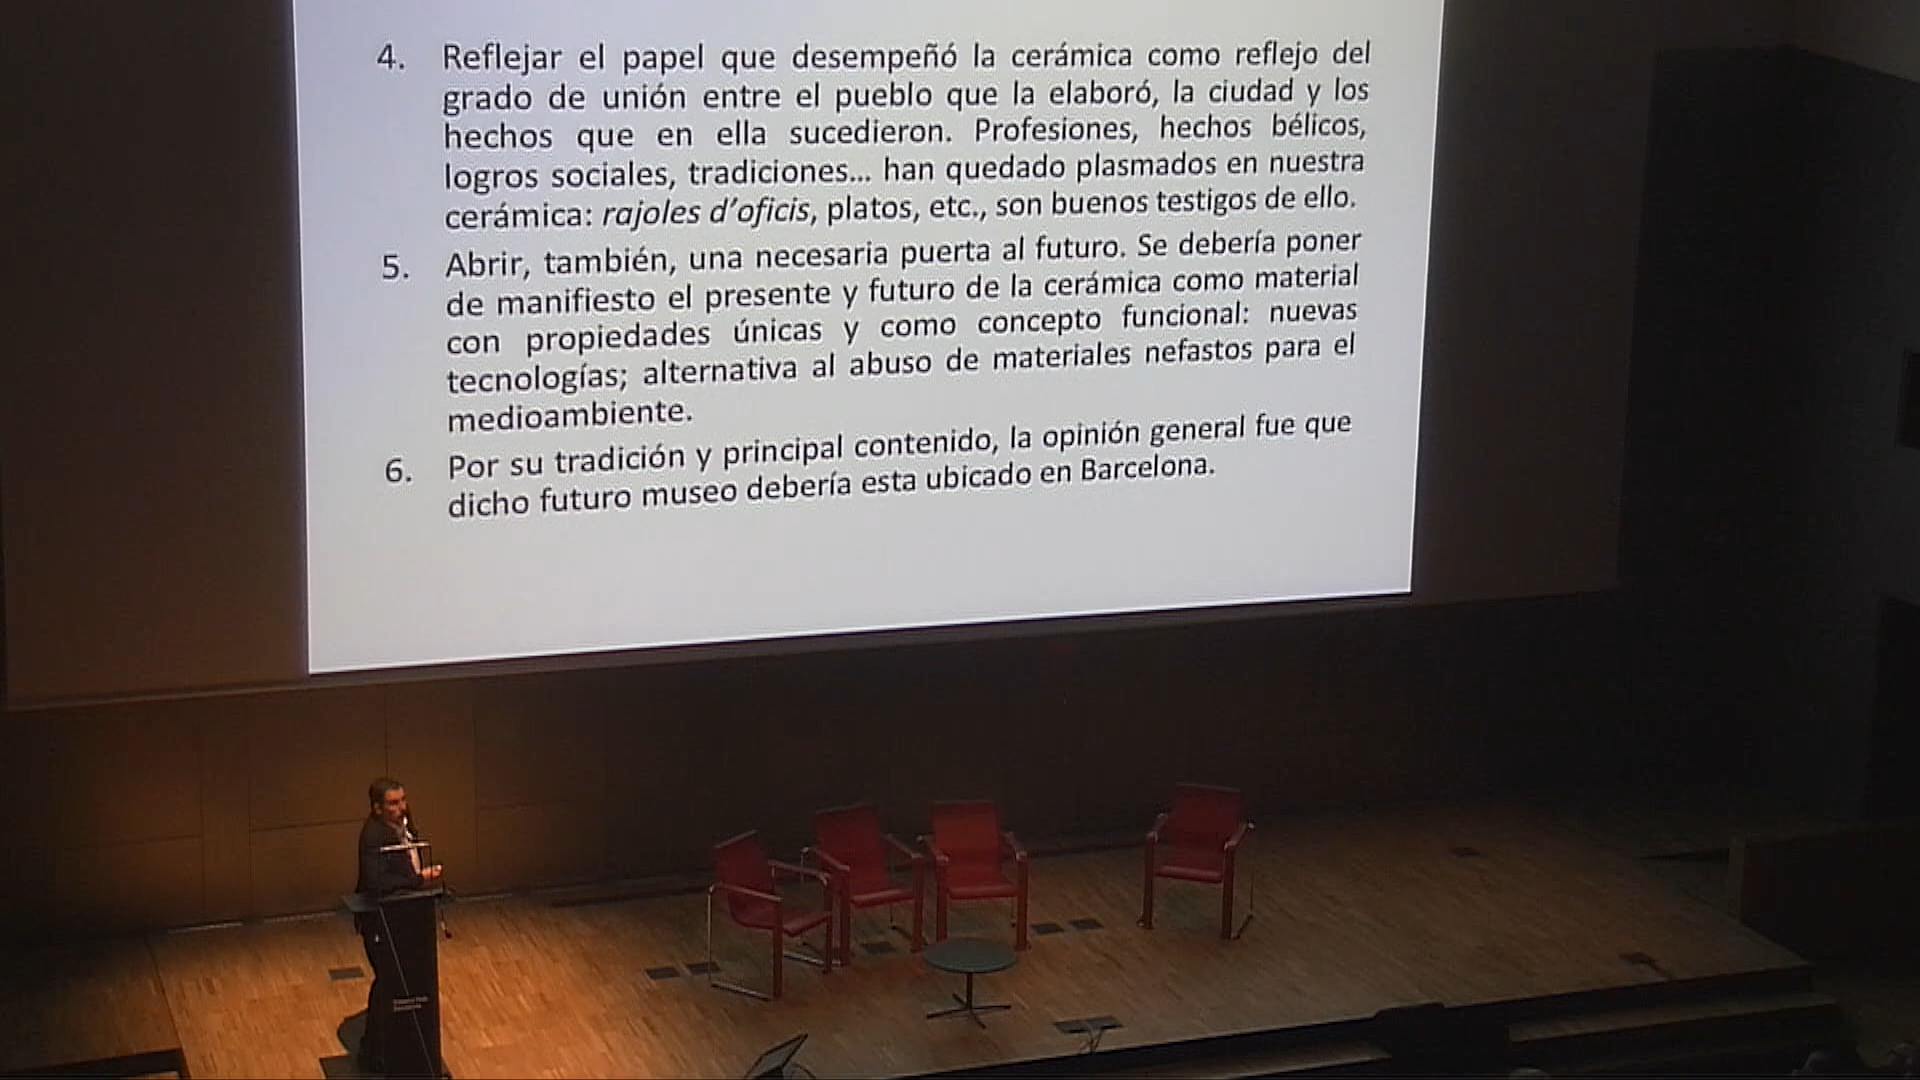 4. Reflejar el papel que desempeñó la cerámica como reflejo del
grado de unión entre el pueblo que la elaboró, la ciudad y los
hechos que en ella sucedieron. Profesiones, hechos bélicos,
logros sociales, tradiciones... han quedado plasmados en nuestra
cerámica: rajoles d'oficis, platos, etc., son buenos testigos de ello.
5. Abrir, también, una necesaria puerta al futuro. Se debería poner
de manifiesto el presente y futuro de la cerámica como material
con propiedades únicas y como concepto funcional: nuevas
tecnologías; alternativa al abuso de materiales nefastos para el
medioambiente.
6. Por su tradición y principal contenido, la opinión general fue que
dicho futuro museo debería esta ubicado en Barcelona.